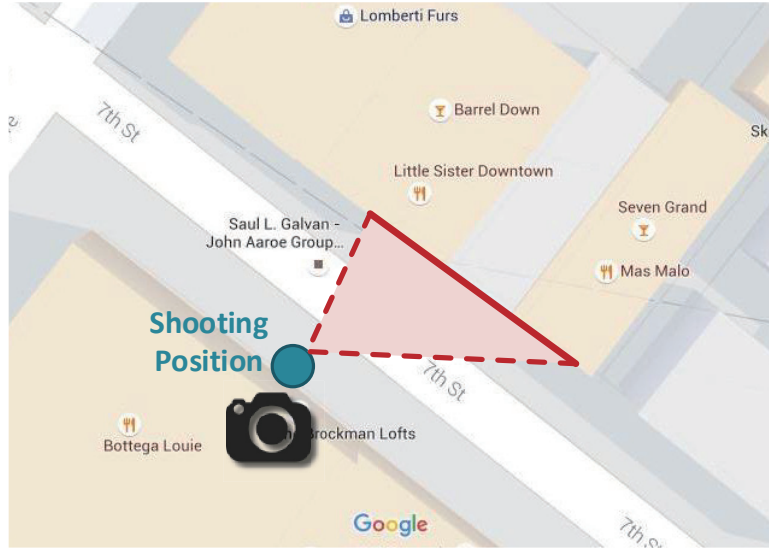 Lomberti Furs
7th St
Barrel Down
Sk
Little Sister Downtown
Saul L. Galvan -
John Aaroe Group...
Seven Grand
Mas Malo
Shooting
Position
7th St
Brockman Lofts
Bottega Louie
Google
7th St